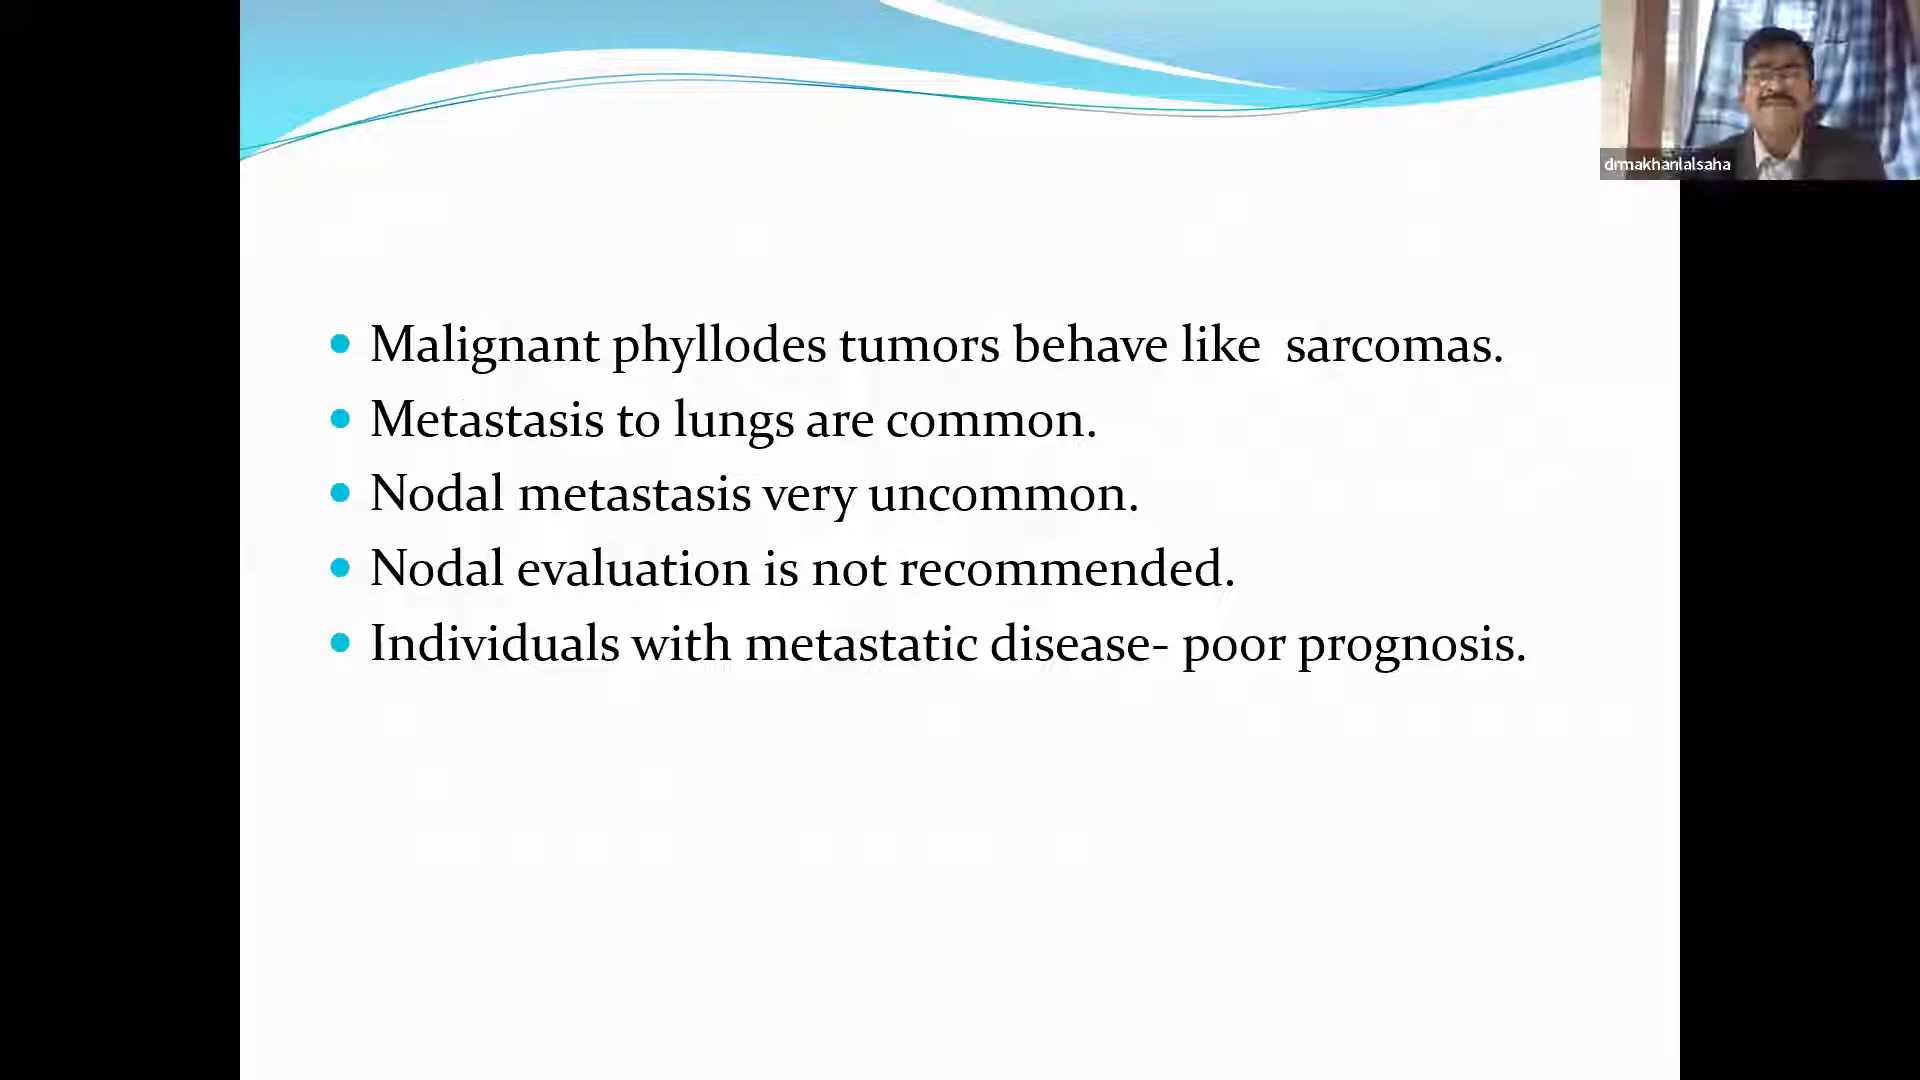 drmakhanlalsaha
Malignant phyllodes tumors behave like sarcomas.
Metastasis to lungs are common.
Nodal metastasis very uncommon.
Nodal evaluation is not recommended.
Individuals with metastatic disease- poor prognosis.